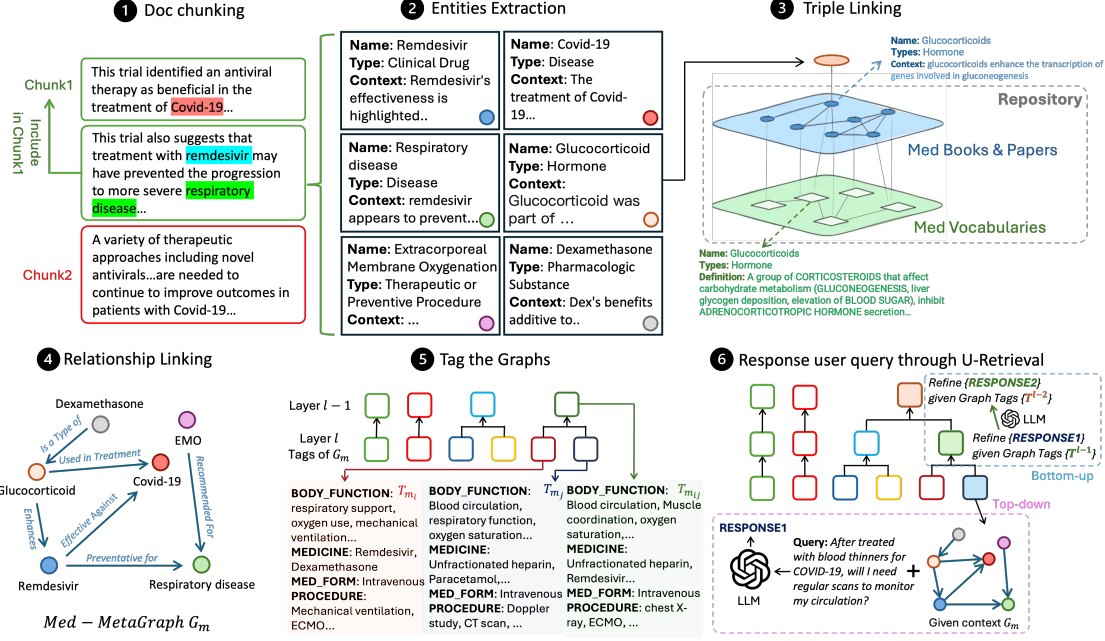 1 Doc chunking
Chunk1
Include
in Chunk1
This trial identified an antiviral
therapy as beneficial in the
treatment of Covid-19...
This trial also suggests that
treatment with remdesivir may
have prevented the progression
to more severe respiratory
disease...
Chunk2
A variety of therapeutic
approaches including novel
antivirals...are needed to
continue to improve outcomes in
patients with Covid-19...
2 Entities Extraction
Name: Remdesivir
Type: Clinical Drug
Context: Remdesivir's
effectiveness is
highlighted..
Name: Covid-19
Type: Disease
Context: The
treatment of Covid-
19...
Name: Respiratory
disease
Type: Disease
Context: remdesivir
appears to prevent...
Name: Glucocorticoid
Type: Hormone
Context:
Glucocorticoid was
part of ...
Name: Extracorporeal
Membrane Oxygenation
Type: Therapeutic or
Preventive Procedure
Context: ...
Name: Dexamethasone
Type: Pharmacologic
Substance
Context: Dex's benefits
additive to..
3 Triple Linking
Name: Glucocorticoids
Types: Hormone
Context: glucocorticoids enhance the transcription of
genes involved in gluconeogenesis
Repository
Med Books & Papers
Med Vocabularies
Name: Glucocorticoids
Types: Hormone
Definition: A group of CORTICOSTEROIDS that affect
carbohydrate metabolism (GLUCONEOGENESIS, liver
glycogen deposition, elevation of BLOOD SUGAR), inhibit
ADRENOCORTICOTROPIC HORMONE secretion...
4 Relationship Linking
Dexamethasone
Is a Type of
EMO
Used in Treatment
Covid-19
Glucocorticoid
Enhances
Effective Against
Recommended For
Preventative for
Remdesivir
Respiratory disease
Med − MetaGraph Gm
5 Tag the Graphs
Layer l − 1
Layer l
Tags of Gm
BODY_FUNCTION: Tmi
respiratory support,
oxygen use, mechanical
ventilation...
MEDICINE: Remdesivir,
Dexamethasone
MED_FORM: Intravenous
PROCEDURE:
Mechanical ventilation,
ECMO...
BODY_FUNCTION: Tmj
Blood circulation,
respiratory function,
oxygen saturation...
MEDICINE:
Unfractionated heparin,
Paracetamol,...
MED_FORM: Intravenous
PROCEDURE: Doppler
study, CT scan, ...
BODY_FUNCTION: Tmij
Blood circulation, Muscle
coordination, oxygen
saturation,...
MEDICINE:
Unfractionated heparin,
Remdesivir...
MED_FORM: Intravenous
PROCEDURE: chest X-
ray, ECMO, ...
6 Response user query through U-Retrieval
Refine {RESPONSE2}
given Graph Tags {T^l−2}
LLM
Refine {RESPONSE1}
given Graph Tags {T^l−1}
Bottom-up
Top-down
RESPONSE1
LLM
Query: After treated
with blood thinners for
COVID-19, will I need
regular scans to monitor
my circulation?
+
Given context Gm